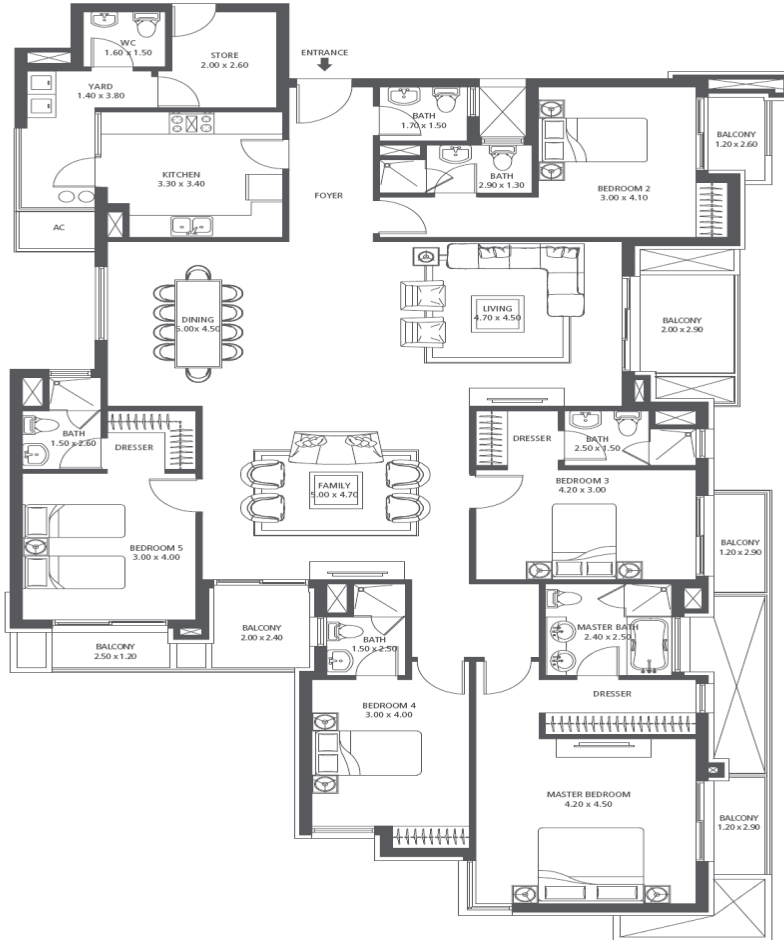 WC
1.60 x 1.50
STORE
2.00 x 2.60
ENTRANCE
YARD
1.40 x 3.80
BATH
1.70 x 1.50
BALCONY
1.20 x 2.60
KITCHEN
3.30 x 3.40
BATH
2.90 x 1.30
BEDROOM 2
3.00 x 4.10
FOYER
AC
DINING
5.00x 4.50
LIVING
4.70 x 4.50
BALCONY
2.00 x 2.90
BATH
1.50 x 2.60
DRESSER
DRESSER
BATH
2.50 x 1.50
FAMILY
5.00 x 4.70
BEDROOM 3
4.20 x 3.00
BEDROOM 5
3.00 x 4.00
BALCONY
1.20 x 2.90
BALCONY
2.50 x 1.20
BALCONY
2.00 x 2.40
BATH
1.50 x 2.50
MASTER BATH
2.40 x 2.50
DRESSER
BEDROOM 4
3.00 x 4.00
MASTER BEDROOM
4.20 x 4.50
BALCONY
1.20 x 2.90